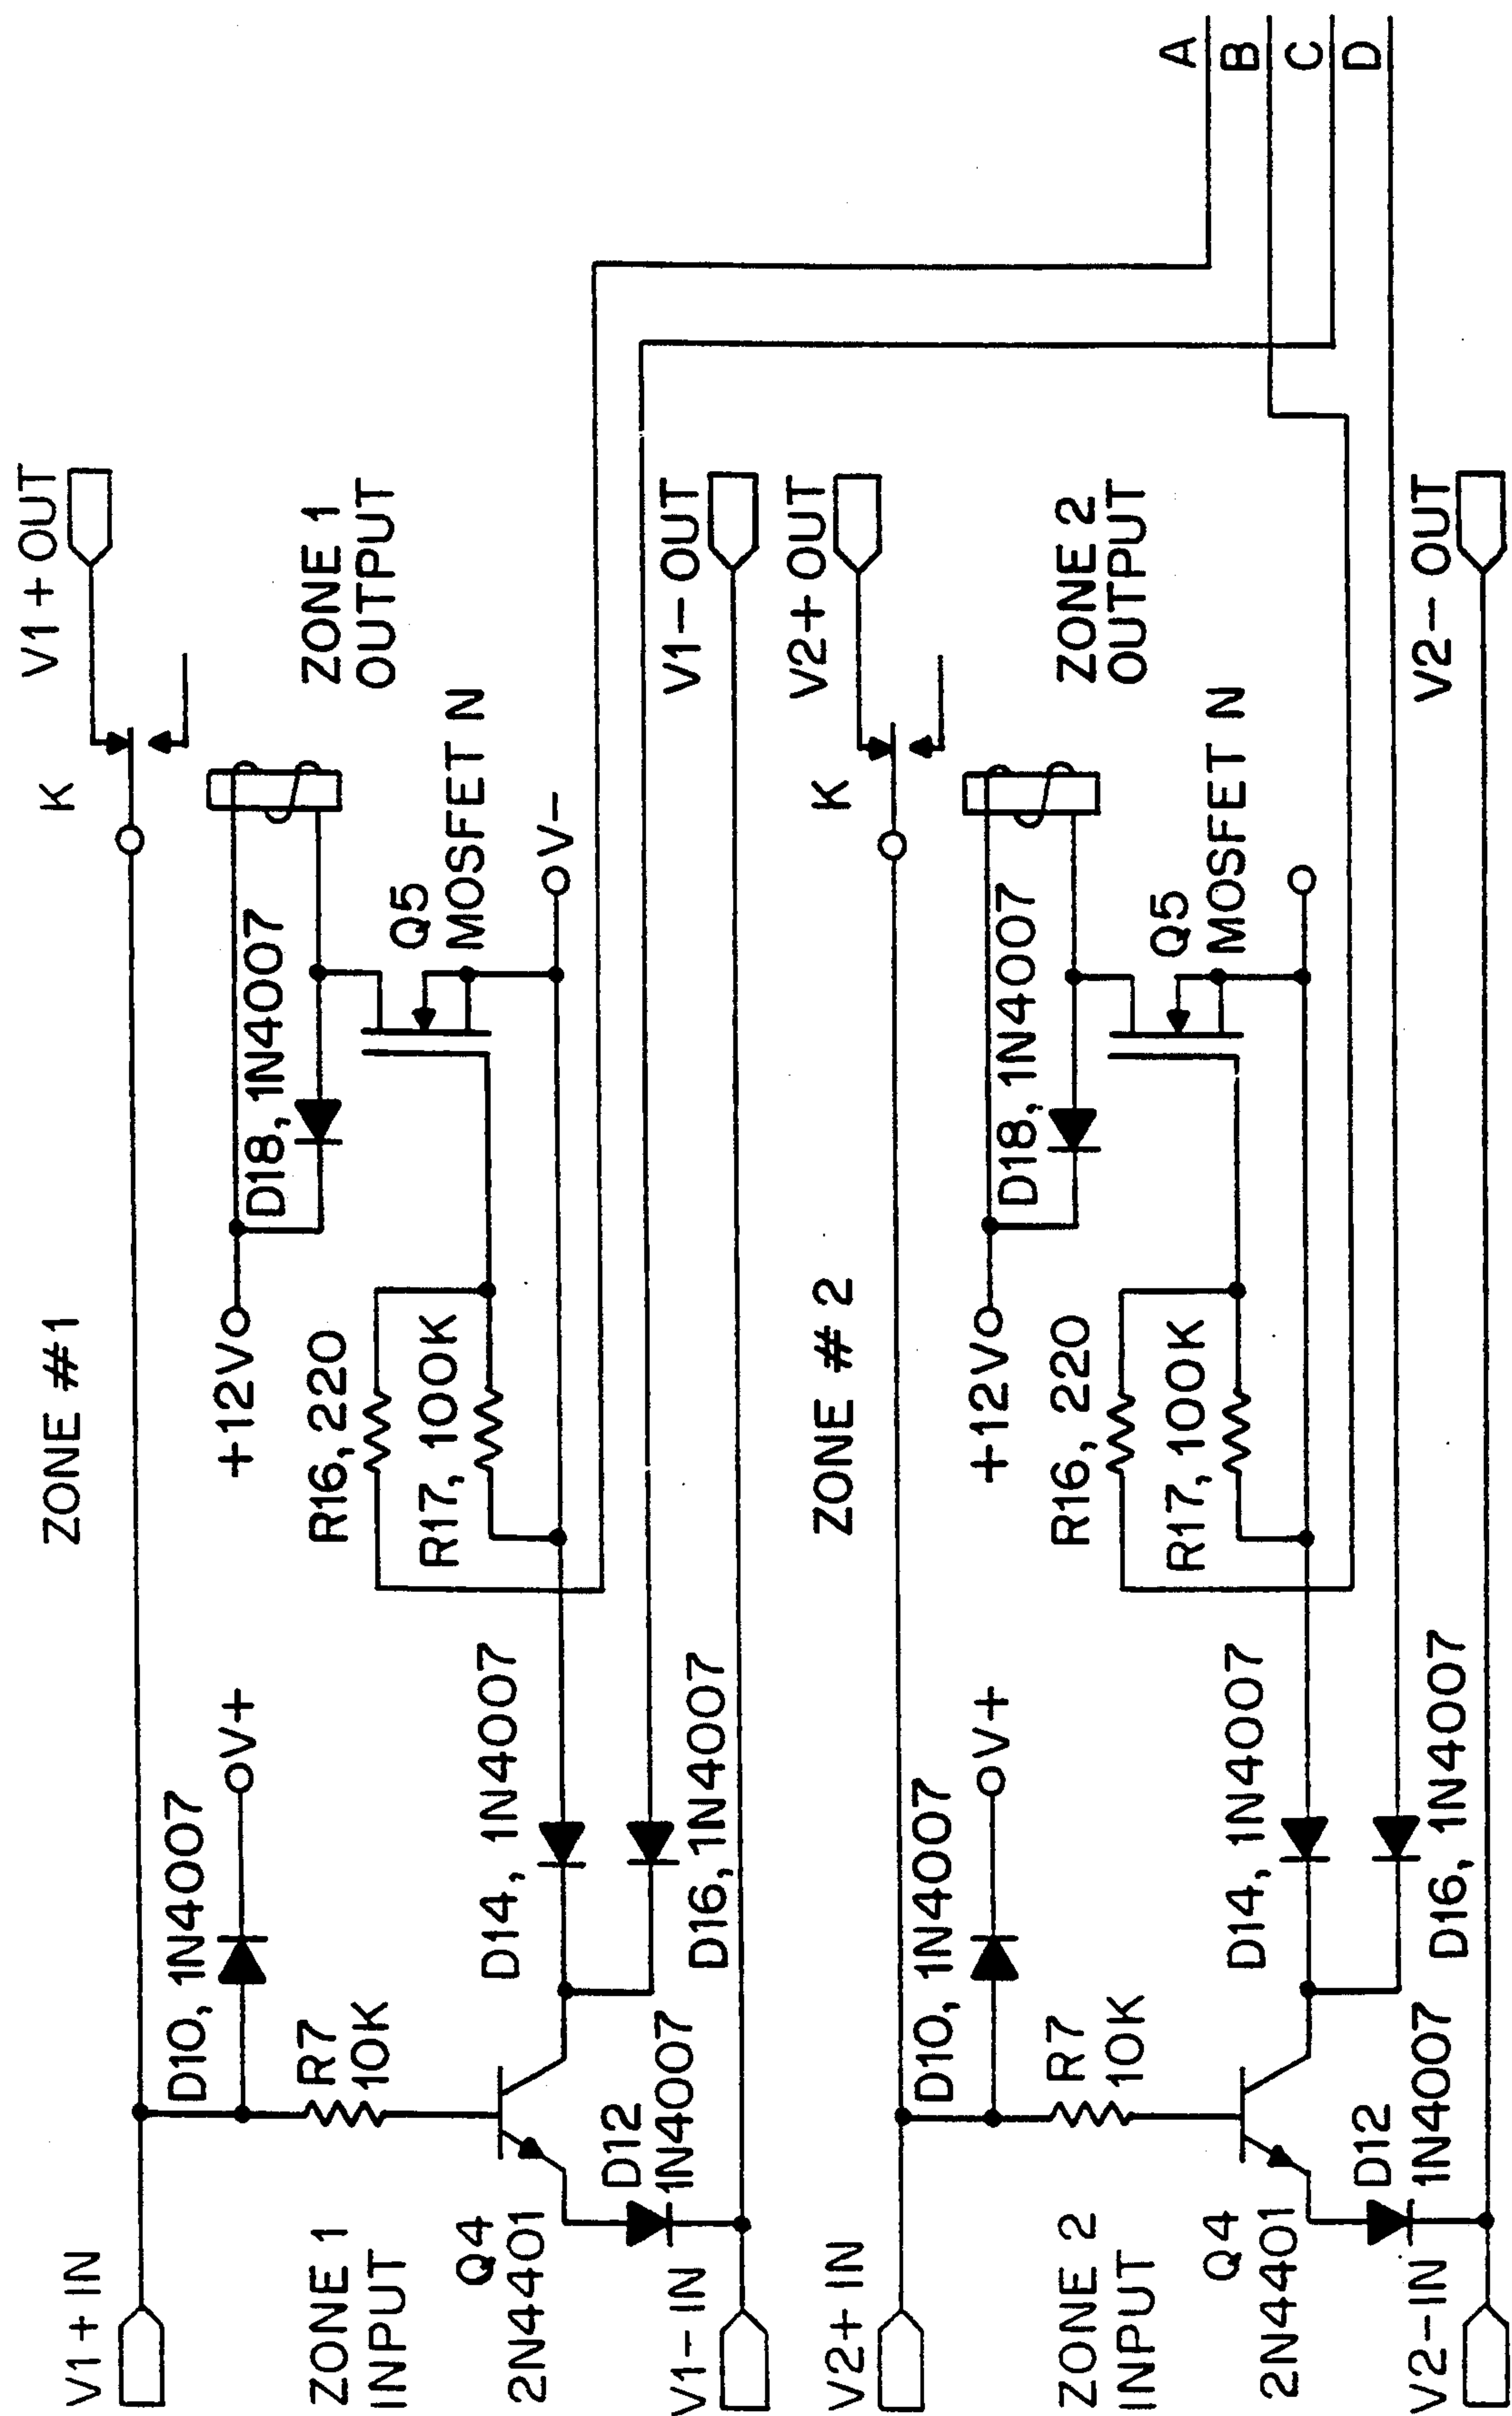 ZONE #1
V1 + IN
V1 + OUT
K
D10, 1N4007
V+
+12V
D18, 1N4007
ZONE 1
INPUT
R7
10K
R16, 220
ZONE 1
OUTPUT
R17, 100K
Q5
MOSFET N
Q4
2N4401
D14, 1N4007
V-
D12
1N4007
D16, 1N4007
V1- IN
V1- OUT
ZONE # 2
V2+ IN
V2+ OUT
K
D10, 1N4007
V+
+12V
D18, 1N4007
ZONE 2
INPUT
R7
10K
R16, 220
ZONE 2
OUTPUT
R17, 100K
Q5
MOSFET N
Q4
2N4401
D14, 1N4007
D12
1N4007
D16, 1N4007
V2-IN
V2- OUT
A
B
C
D